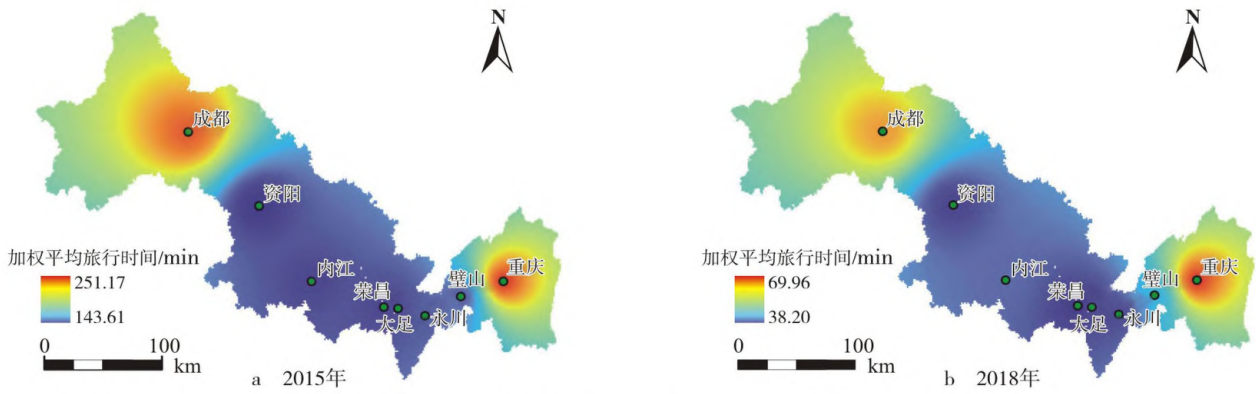 N
成都
资阳
加权平均旅行时间/min
251.17
143.61
内江
荣昌
大足
永川
璧山
重庆
0 100
km
a 2015年
N
成都
资阳
加权平均旅行时间/min
69.96
38.20
内江
荣昌
大足
永川
璧山
重庆
0 100
km
b 2018年